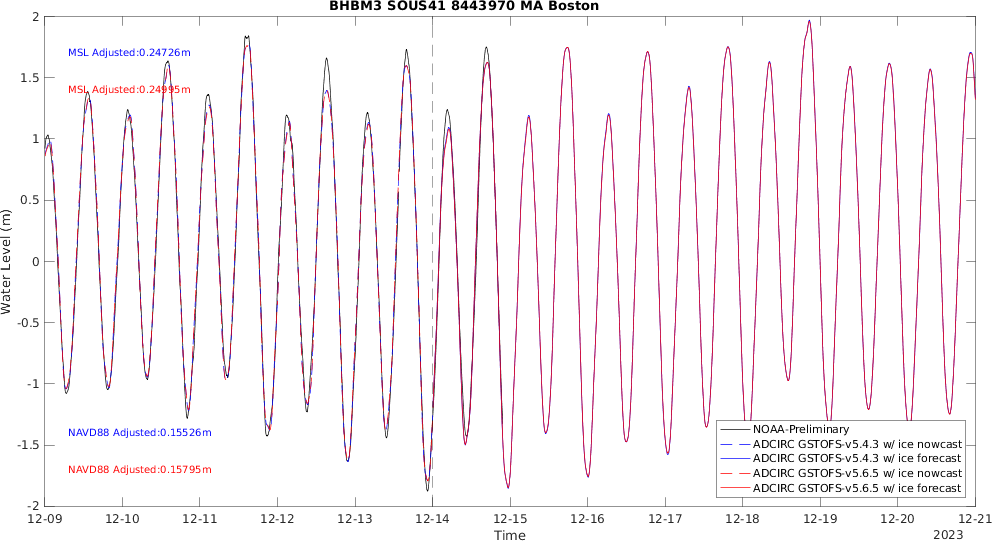 BHBM3 SOUS41 8443970 MA Boston
MSL Adjusted:0.24726m
MSL Adjusted:0.24995m
NAVD88 Adjusted:0.15526m
NAVD88 Adjusted:0.15795m
Water Level (m)
2
1.5
1
0.5
0
-0.5
-1
-1.5
-2
NOAA-Preliminary
ADCIRC GSTOFS-v5.4.3 w/ ice nowcast
ADCIRC GSTOFS-v5.4.3 w/ ice forecast
ADCIRC GSTOFS-v5.6.5 w/ ice nowcast
ADCIRC GSTOFS-v5.6.5 w/ ice forecast
12-09 12-10 12-11 12-12 12-13 12-14 12-15 12-16 12-17 12-18 12-19 12-20 12-21
Time
2023